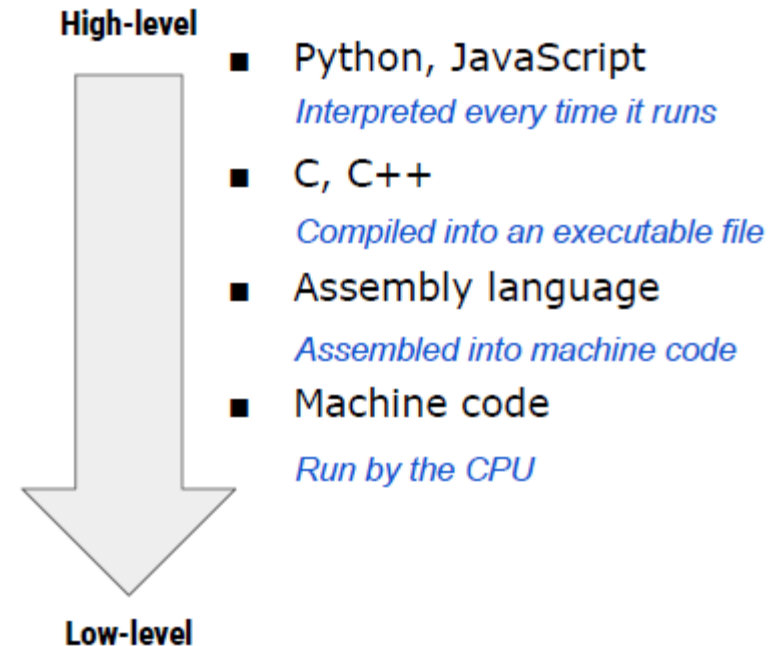 High-level
■ Python, JavaScript
Interpreted every time it runs
■ C, C++
Compiled into an executable file
■ Assembly language
Assembled into machine code
■ Machine code
Run by the CPU
Low-level